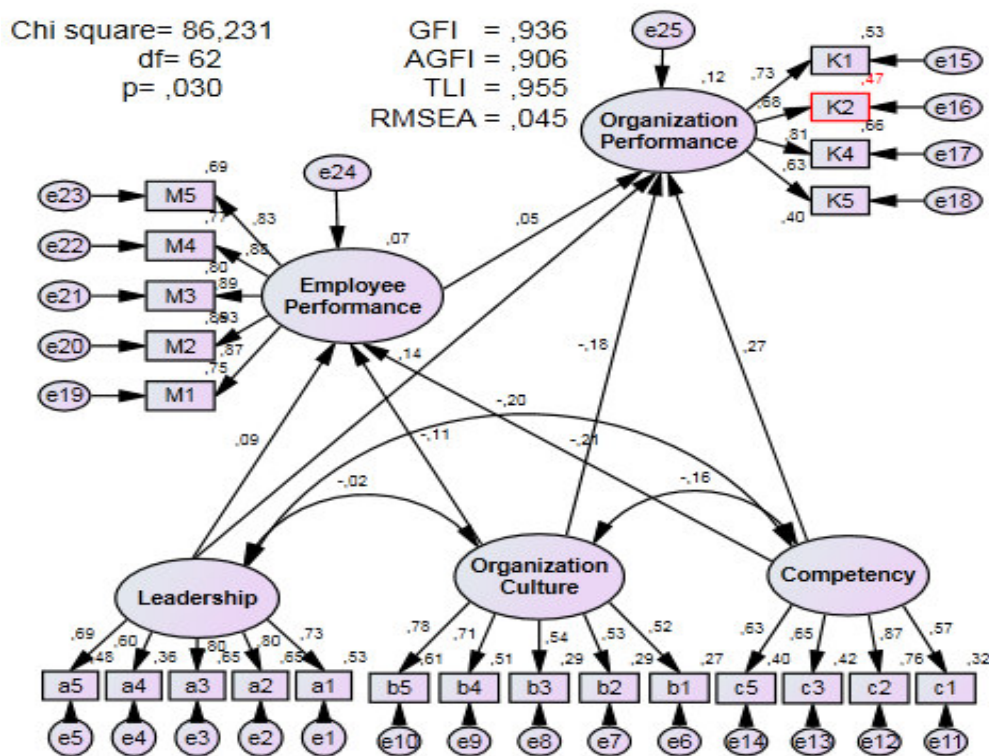 Chi square= 86,231
df= 62
p= ,030
GFI = ,936
AGFI = ,906
TLI = ,955
RMSEA = ,045
e25
,12
Organization
Performance
,73
,68
,81
,63
,53
K1
e15
,47
K2
e16
,66
K4
e17
K5
e18
,40
e24
,07
Employee
Performance
,69
e23
M5
,83
,77
e22
M4
,88
,80
e21
M3
,89
e20
M2
,93
,87
,75
e19
M1
,05
,14
-,18
,27
,09
-,11
-,20
-,21
-,02
-,16
Leadership
Organization
Culture
Competency
,69
,60
,80
,80
,73
,78
,71
,54
,53
,52
,63
,65
,87
,57
,48
,36
,65
,65
,53
,61
,51
,29
,29
,27
,40
,42
,76
,32
a5
a4
a3
a2
a1
b5
b4
b3
b2
b1
c5
c3
c2
c1
e5
e4
e3
e2
e1
e10
e9
e8
e7
e6
e14
e13
e12
e11